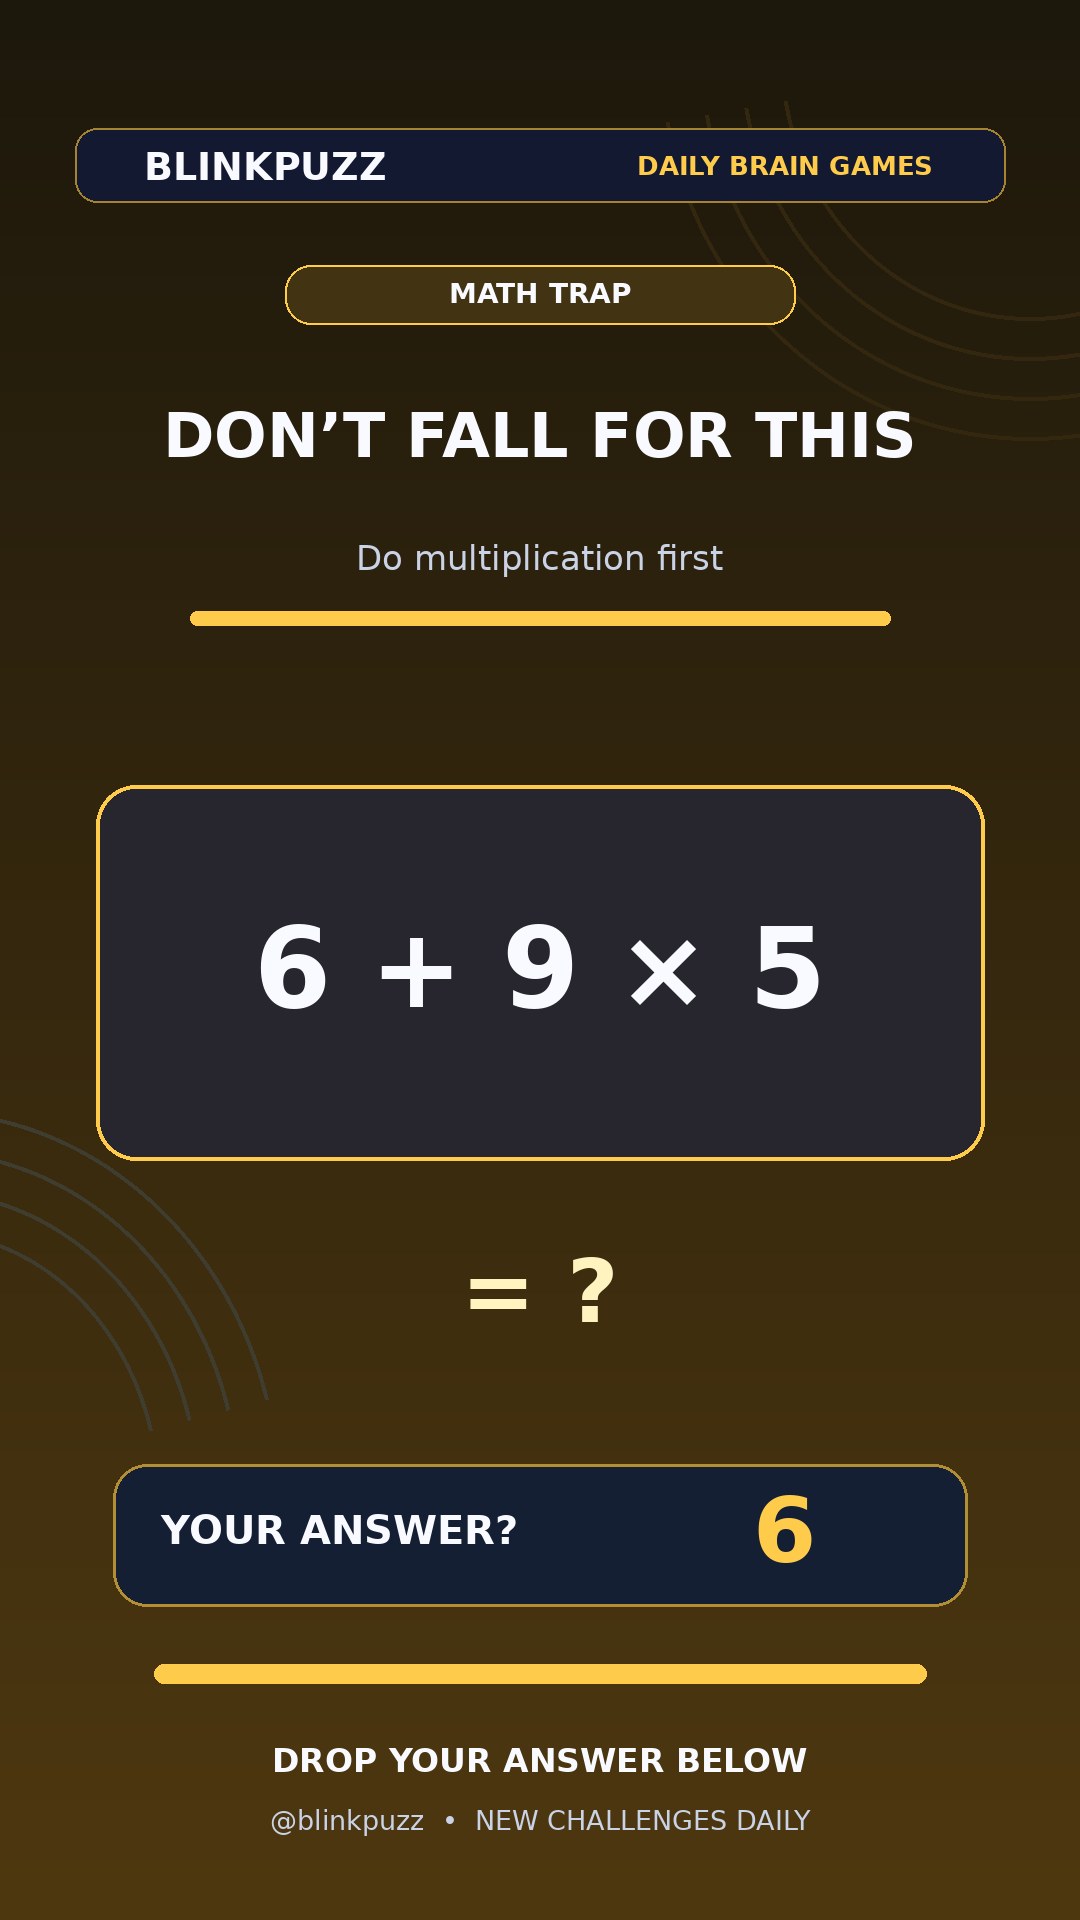 BLINKPUZZ DAILY BRAIN GAMES
MATH TRAP
DON’T FALL FOR THIS
Do multiplication first
6 + 9 × 5
= ?
YOUR ANSWER? 6
DROP YOUR ANSWER BELOW
@blinkpuzz • NEW CHALLENGES DAILY